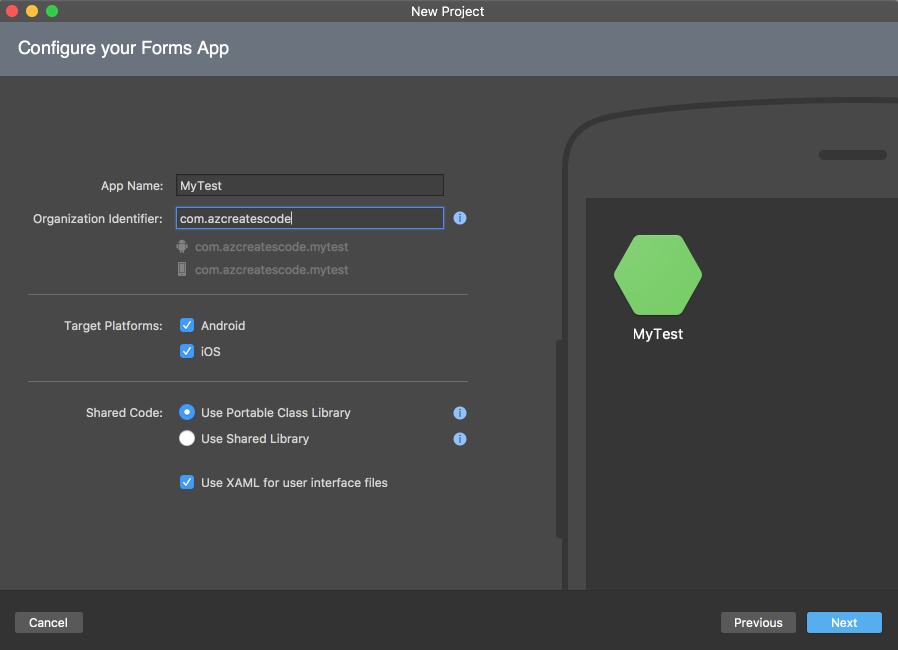 New Project
Configure your Forms App
App Name: MyTest
Organization Identifier: com.azcreatescode
com.azcreatescode.mytest
com.azcreatescode.mytest
Target Platforms: Android
iOS
Shared Code: Use Portable Class Library
Use Shared Library
Use XAML for user interface files
MyTest
Cancel Previous Next